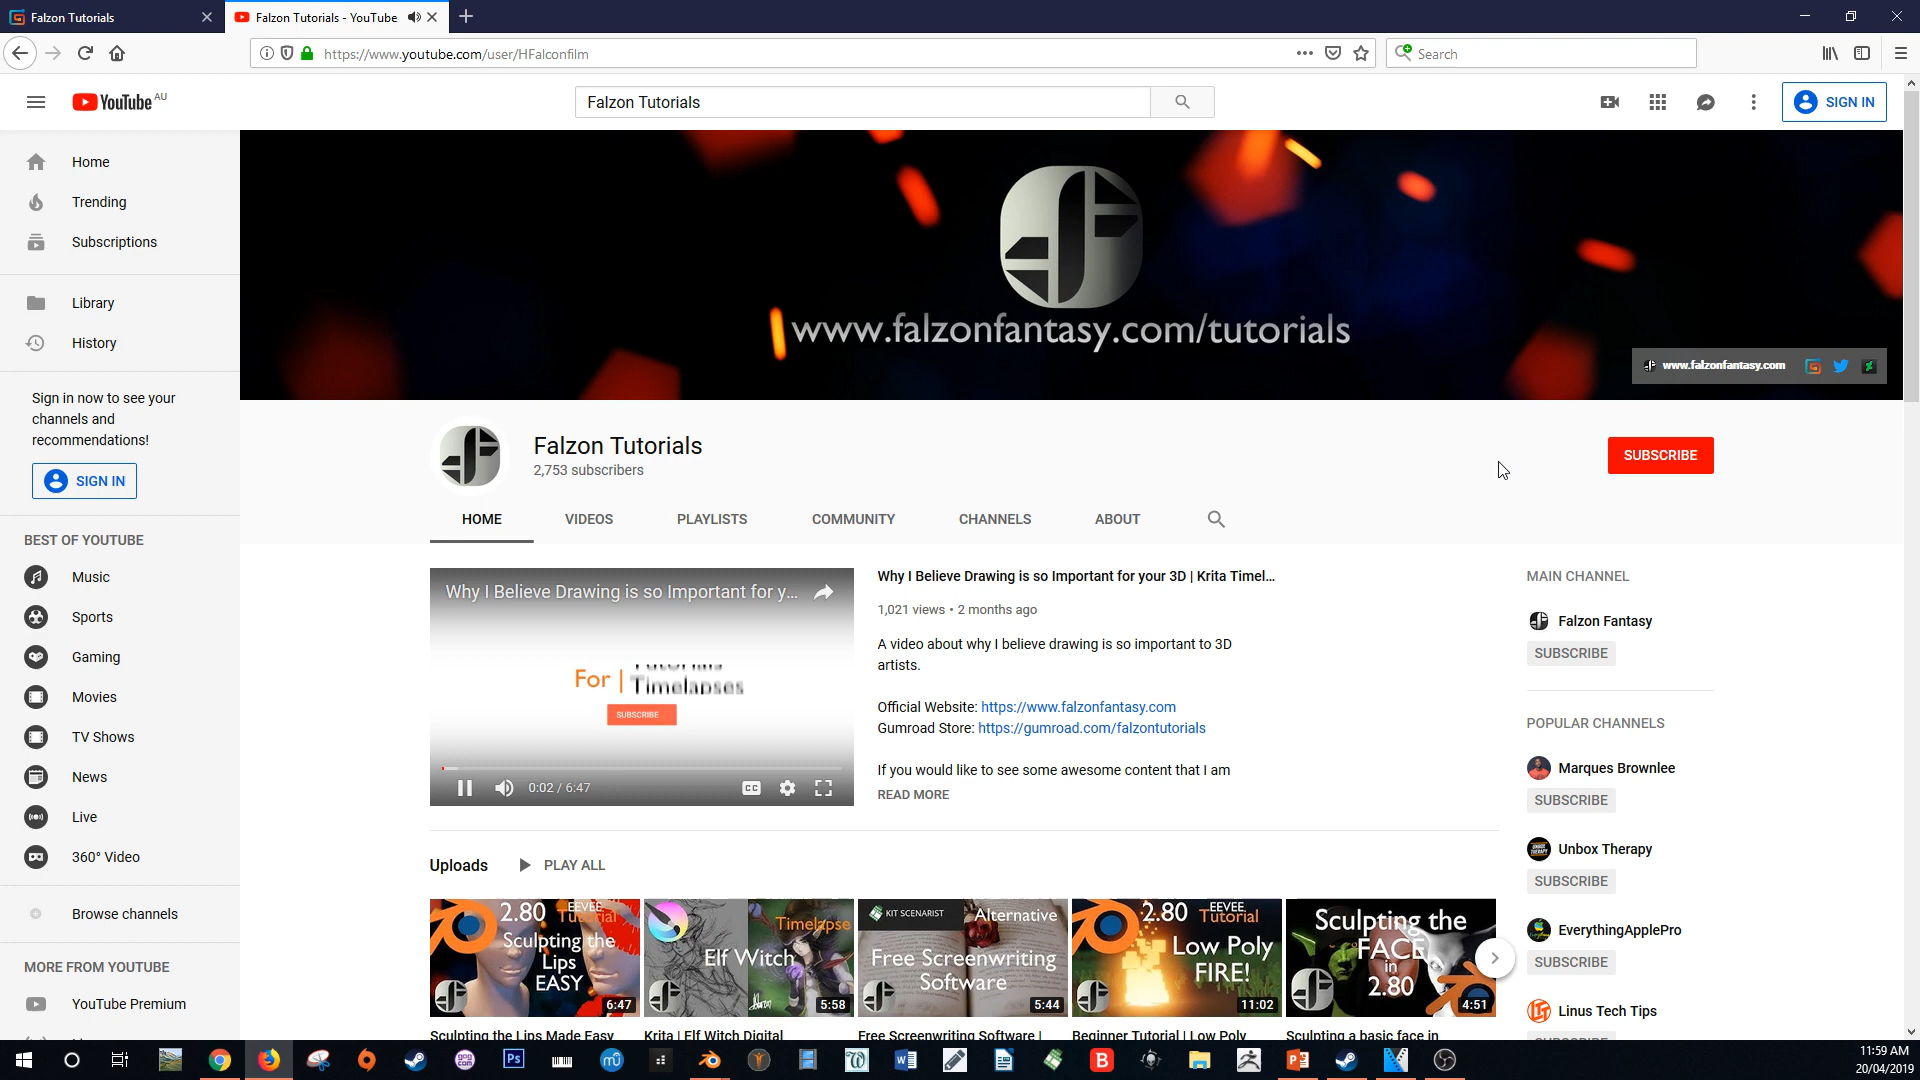 Falzon Tutorials
Falzon Tutorials - YouTube
https://www.youtube.com/user/HFalconfilm
Search
YouTube AU
Falzon Tutorials
SIGN IN
Home
Trending
Subscriptions
Library
History
Sign in now to see your
channels and
recommendations!
SIGN IN
BEST OF YOUTUBE
Music
Sports
Gaming
Movies
TV Shows
News
Live
360° Video
Browse channels
MORE FROM YOUTUBE
YouTube Premium
www.falzonfantasy.com/tutorials
www.falzonfantasy.com
Falzon Tutorials
2,753 subscribers
SUBSCRIBE
HOME
VIDEOS
PLAYLISTS
COMMUNITY
CHANNELS
ABOUT
Why I Believe Drawing is so Important for y...
For | Tutorials
Timelapses
SUBSCRIBE
0:02 / 6:47
CC
Why I Believe Drawing is so Important for your 3D | Krita Timel...
1,021 views • 2 months ago
A video about why I believe drawing is so important to 3D
artists.
Official Website: https://www.falzonfantasy.com
Gumroad Store: https://gumroad.com/falzontutorials
If you would like to see some awesome content that I am
READ MORE
MAIN CHANNEL
Falzon Fantasy
SUBSCRIBE
POPULAR CHANNELS
Marques Brownlee
SUBSCRIBE
Unbox Therapy
SUBSCRIBE
EverythingApplePro
SUBSCRIBE
Linus Tech Tips
Uploads
PLAY ALL
2.80 EEVEE
Tutorial
Sculpting the
Lips
EASY
6:47
Timelapse
Elf Witch
5:58
KIT SCENARIST
Alternative
Free Screenwriting
Software
5:44
2.80 EEVEE
Tutorial
Low Poly
FIRE!
11:02
Sculpting the
FACE
in
2.80
4:51
Sculpting the Lips Made Easy
Krita | Elf Witch Digital
Free Screenwriting Software |
Beginner Tutorial | Low Poly
Sculpting a basic face in
11:59 AM
20/04/2019